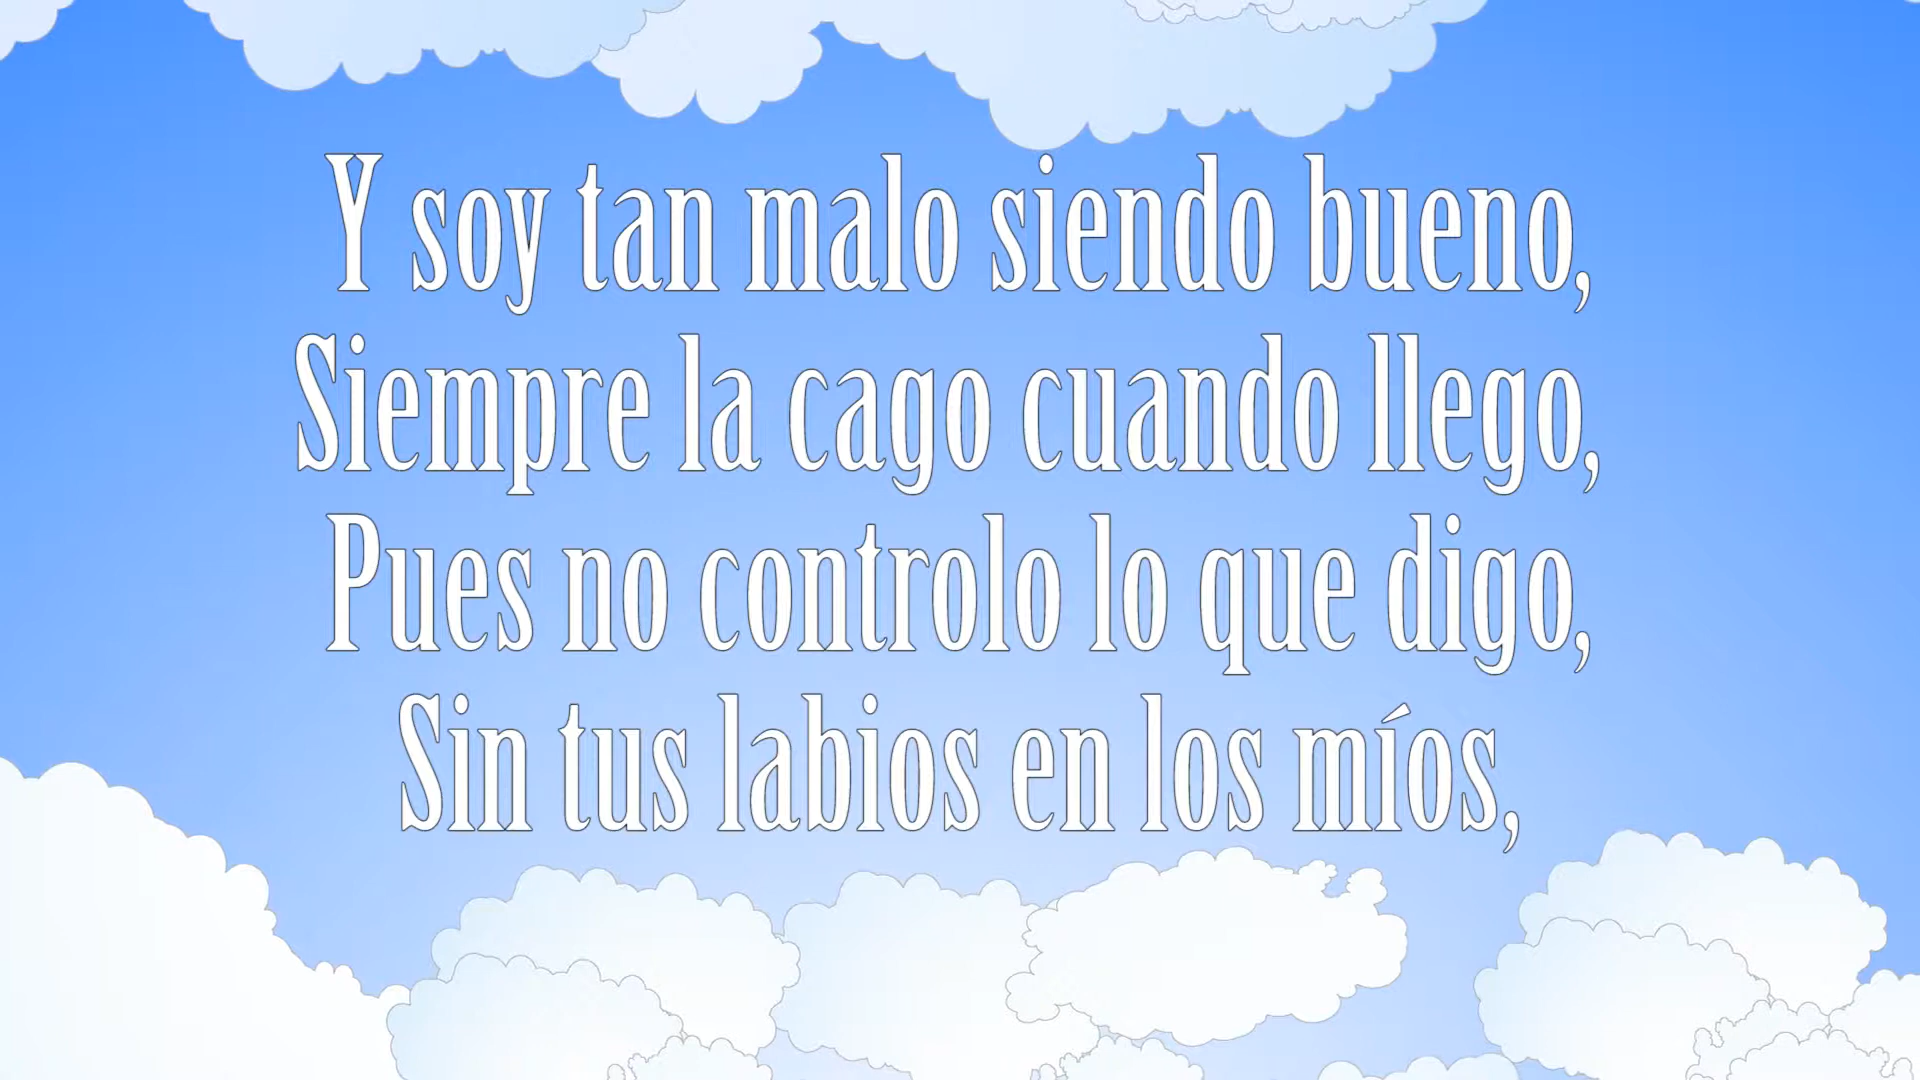 Y soy tan malo siendo bueno,
Siempre la cago cuando llego,
Pues no controlo lo que digo,
Sin tus labios en los míos,